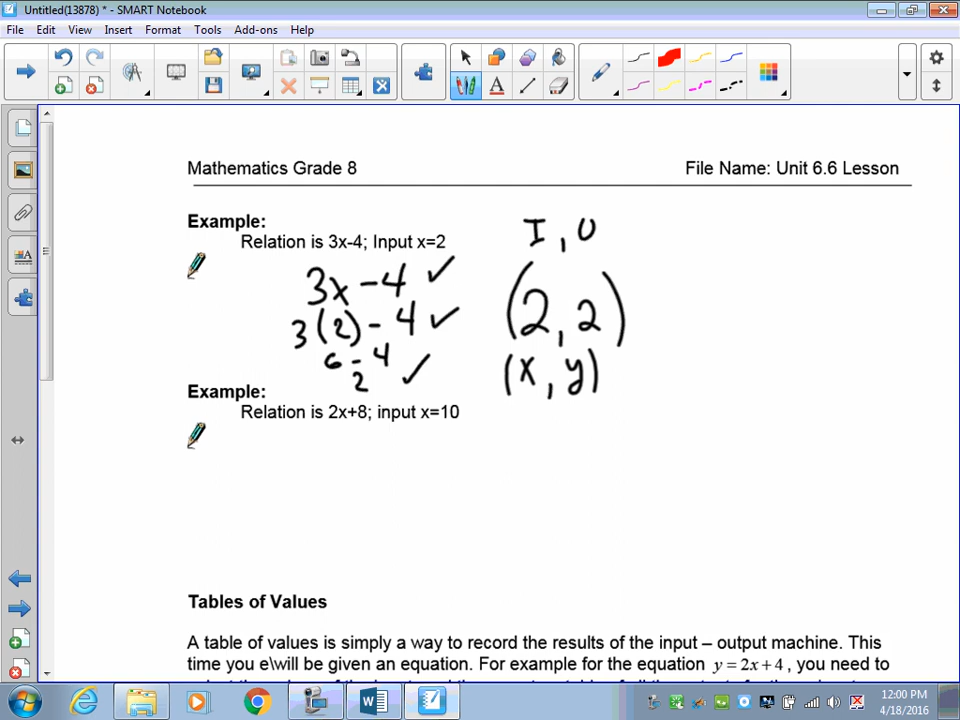 Untitled(13878) * - SMART Notebook
File Edit View Insert Format Tools Add-ons Help
Mathematics Grade 8 File Name: Unit 6.6 Lesson
Example:
Relation is 3x-4; Input x=2
I , O
3x - 4 ✓
(2 , 2)
3 (2) - 4 ✓
6 - 4
2 ✓
(x , y)
Example:
Relation is 2x+8; input x=10
Tables of Values
A table of values is simply a way to record the results of the input – output machine. This
time you e\will be given an equation. For example for the equation y = 2x + 4 , you need to
12:00 PM
4/18/2016